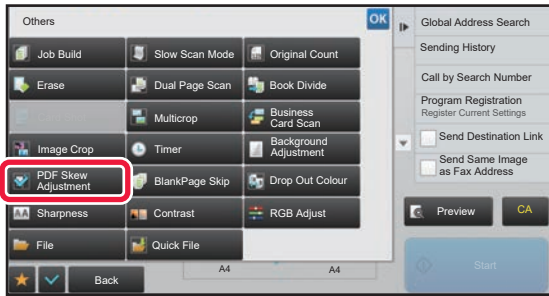 Others
OK
Job Build
Slow Scan Mode
Original Count
Erase
Dual Page Scan
Book Divide
Multicrop
Business
Card Scan
Image Crop
Timer
Background
Adjustment
PDF Skew
Adjustment
BlankPage Skip
Drop Out Colour
AA Sharpness
Contrast
RGB Adjust
File
Quick File
Back
A4
A4
Global Address Search
Sending History
Call by Search Number
Program Registration
Register Current Settings
Send Destination Link
Send Same Image
as Fax Address
Preview
CA
Start